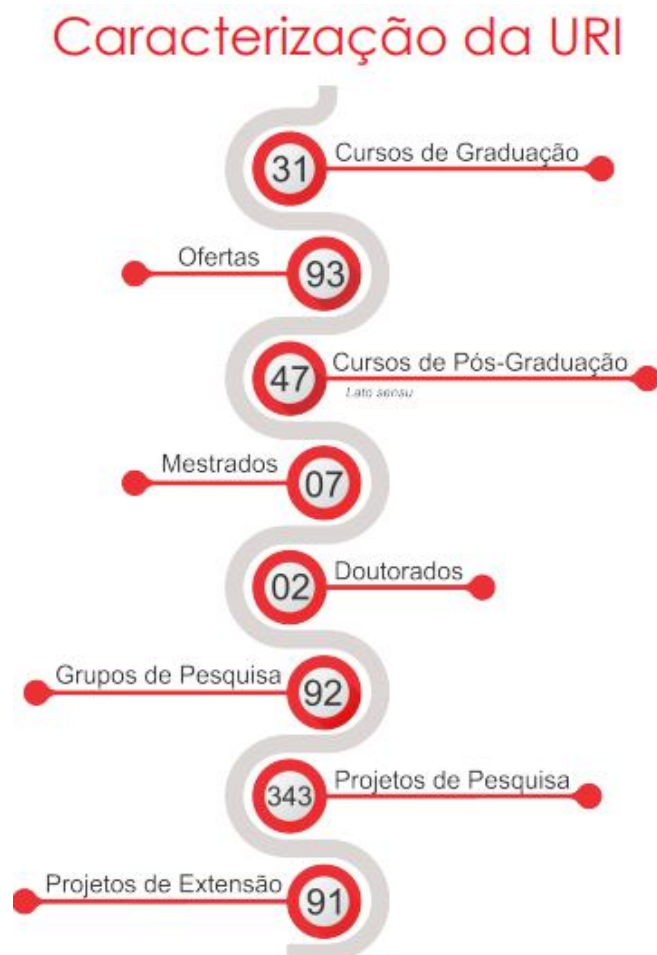 Caracterização da URI
31
Cursos de Graduação
Ofertas
93
47
Cursos de Pós-Graduação
Lato sensu
Mestrados
07
02
Doutorados
Grupos de Pesquisa
92
343
Projetos de Pesquisa
Projetos de Extensão
91